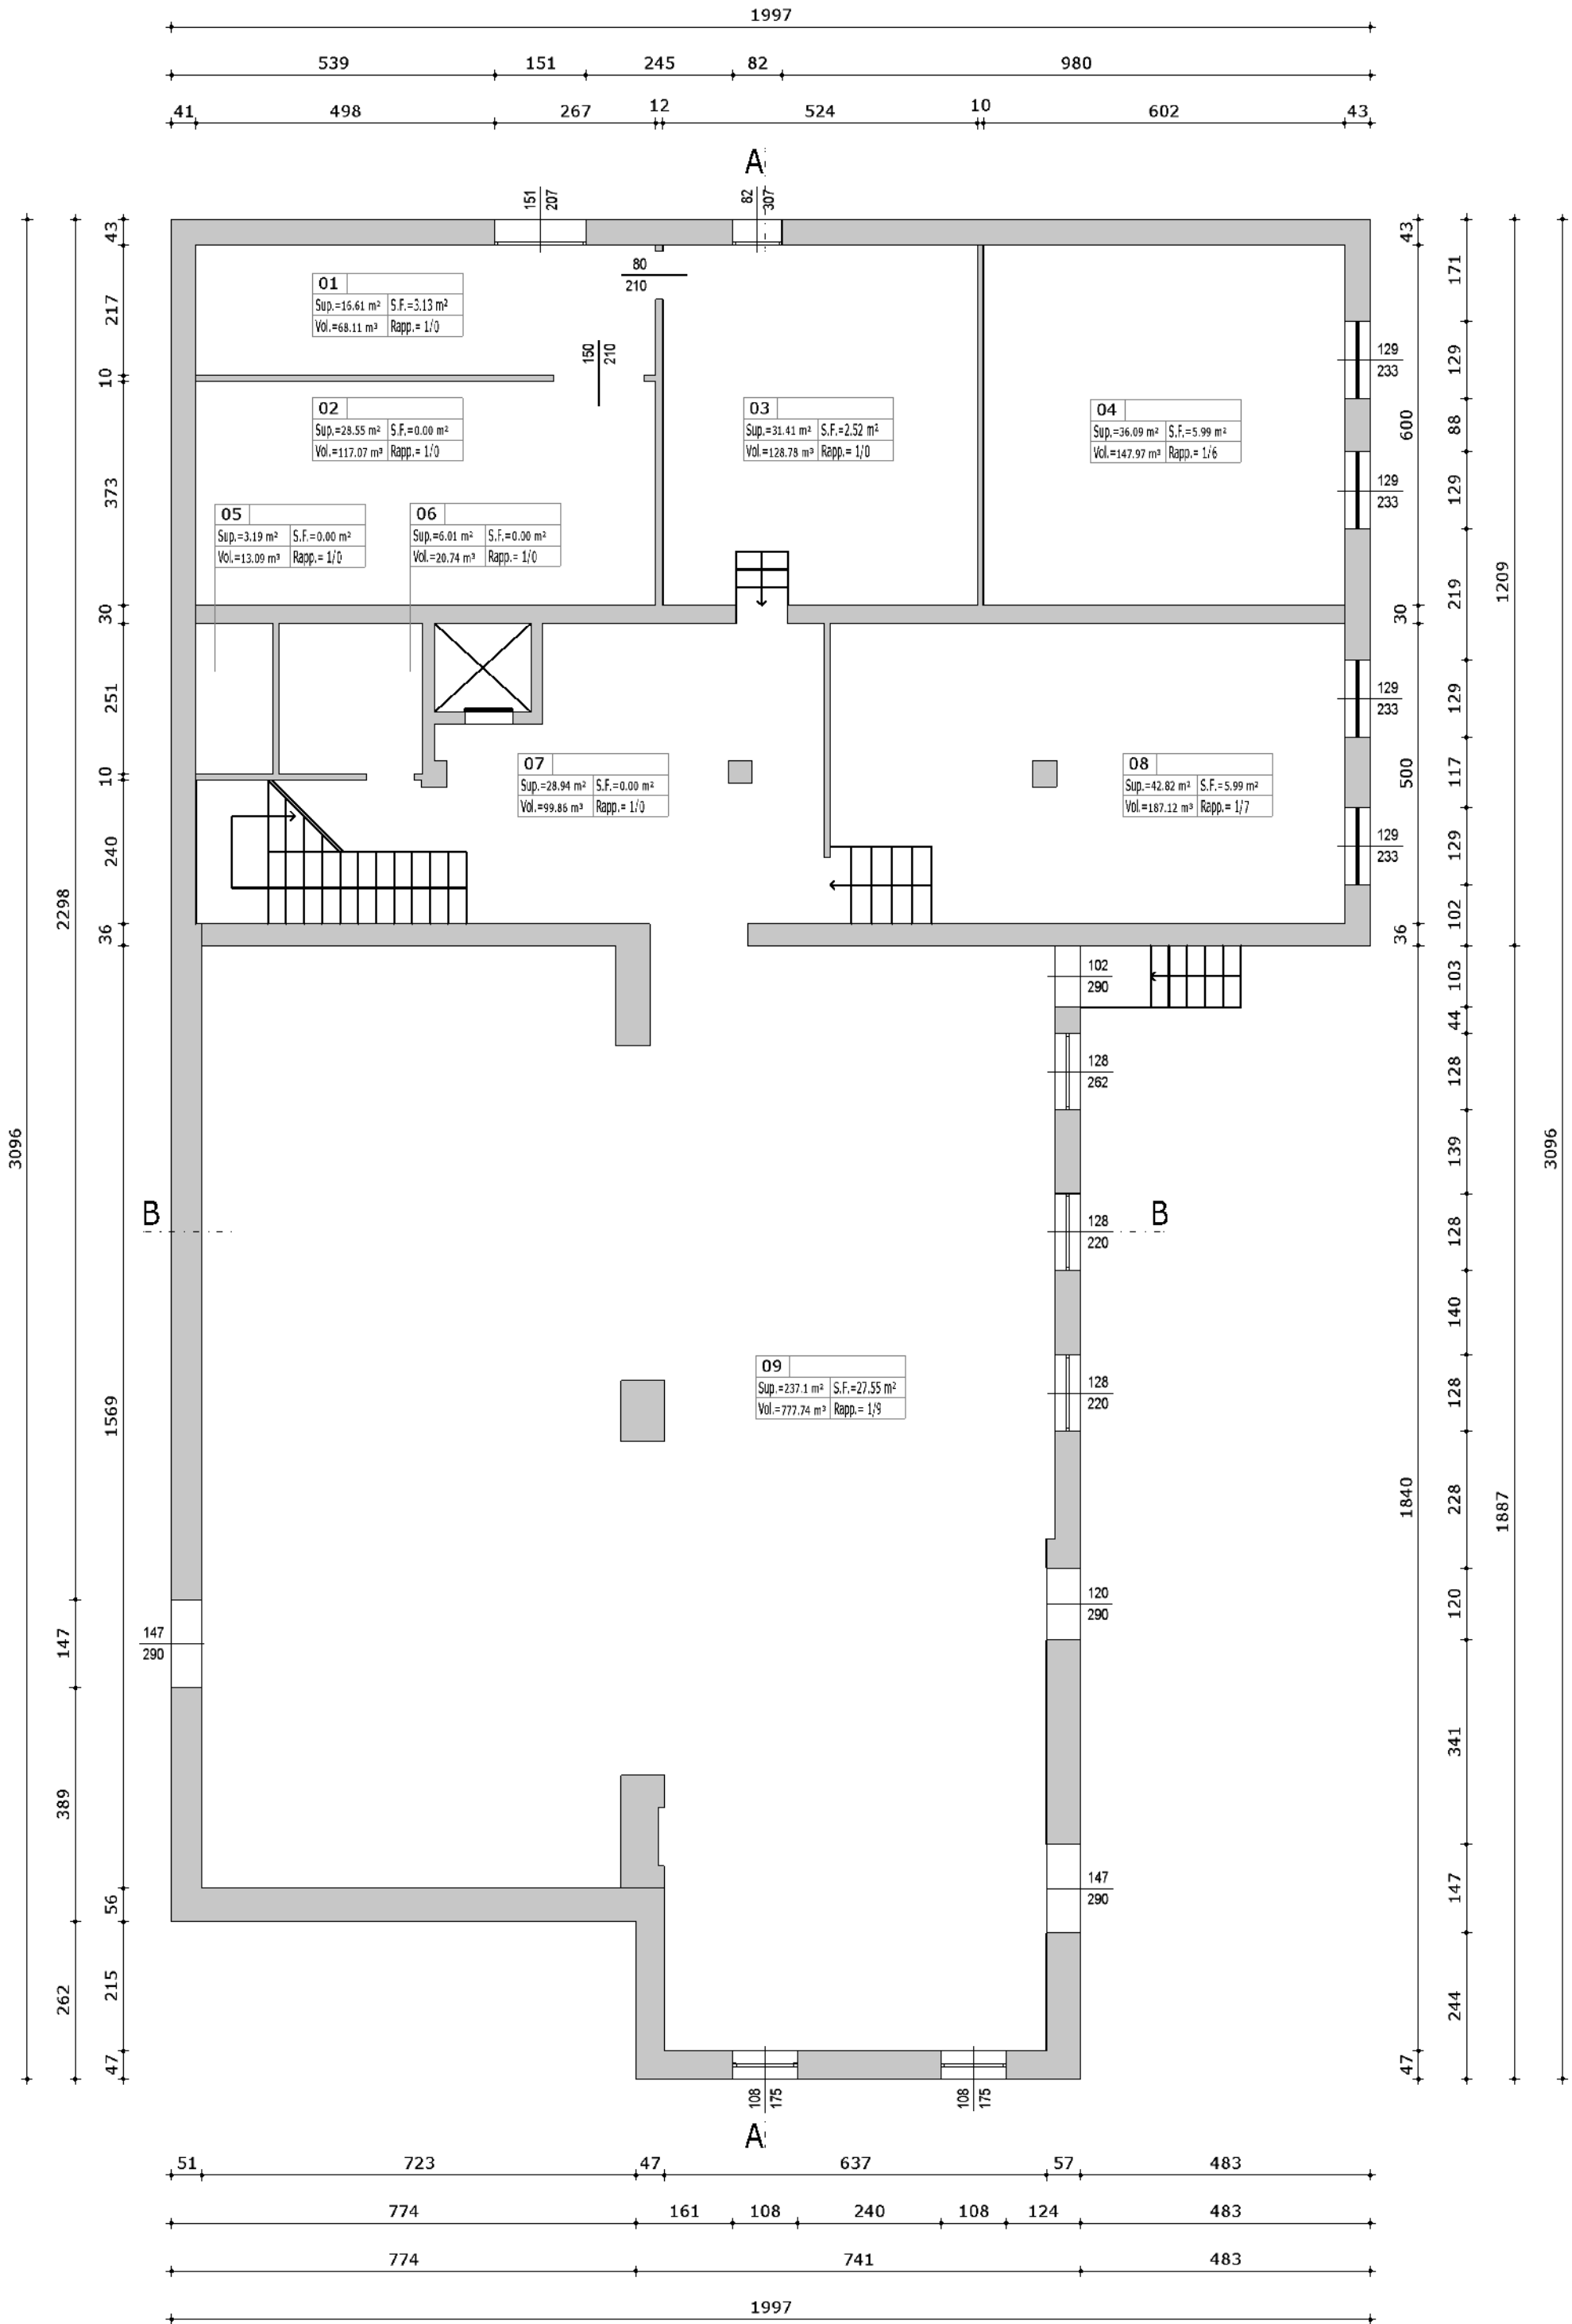 1997
539 151 245 82 980
41 498 267 12 524 10 602 43
A
151 207
82 307
80
210
150 210
01
Sup.=16.61 m² S.F.=3.13 m²
Vol.=68.11 m³ Rapp.= 1/0
02
Sup.=28.55 m² S.F.=0.00 m²
Vol.=117.07 m³ Rapp.= 1/0
03
Sup.=31.41 m² S.F.=2.52 m²
Vol.=128.78 m³ Rapp.= 1/0
04
Sup.=36.09 m² S.F.=5.99 m²
Vol.=147.97 m³ Rapp.= 1/6
05
Sup.=3.19 m² S.F.=0.00 m²
Vol.=13.09 m³ Rapp.= 1/0
06
Sup.=6.01 m² S.F.=0.00 m²
Vol.=20.74 m³ Rapp.= 1/0
07
Sup.=28.94 m² S.F.=0.00 m²
Vol.=99.86 m³ Rapp.= 1/0
08
Sup.=42.82 m² S.F.=5.99 m²
Vol.=187.12 m³ Rapp.= 1/7
09
Sup.=237.1 m² S.F.=27.55 m²
Vol.=777.74 m³ Rapp.= 1/9
129
233
129
233
129
233
129
233
102
290
128
262
128
220
128
220
120
290
147
290
147
290
B
B
108 175
108 175
A
3096
2298 147 389 262
43 217 10 373 30 251 10 240 36 1569 56 215 47
43 600 30 500 36 1840 47
171 129 88 129 219 129 117 129 102 103 44 128 139 128 140 128 228 120 341 147 244
1209 1887
3096
51 723 47 637 57 483
774 161 108 240 108 124 483
774 741 483
1997